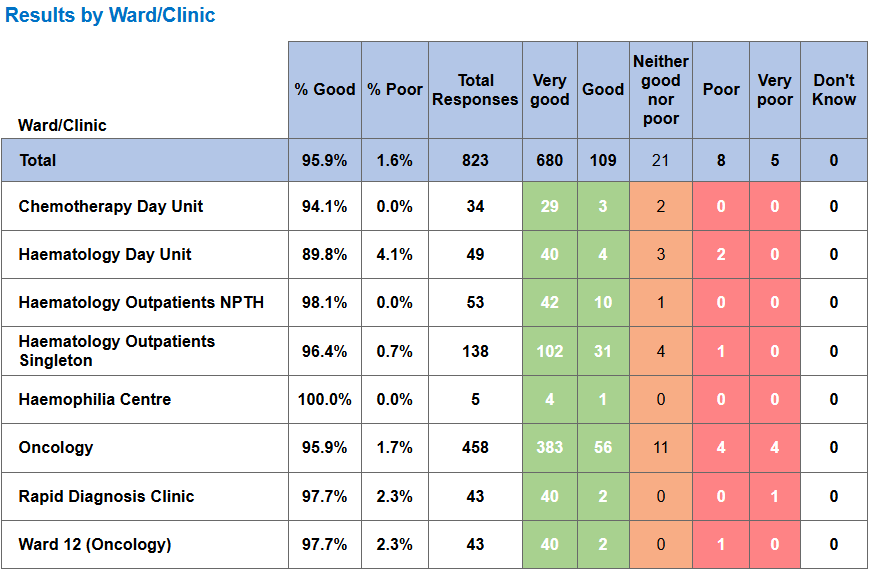 Results by Ward/Clinic
Ward/Clinic % Good % Poor Total Responses Very good Good Neither good nor poor Poor Very poor Don't Know
Total 95.9% 1.6% 823 680 109 21 8 5 0
Chemotherapy Day Unit 94.1% 0.0% 34 29 3 2 0 0 0
Haematology Day Unit 89.8% 4.1% 49 40 4 3 2 0 0
Haematology Outpatients NPTH 98.1% 0.0% 53 42 10 1 0 0 0
Haematology Outpatients Singleton 96.4% 0.7% 138 102 31 4 1 0 0
Haemophilia Centre 100.0% 0.0% 5 4 1 0 0 0 0
Oncology 95.9% 1.7% 458 383 56 11 4 4 0
Rapid Diagnosis Clinic 97.7% 2.3% 43 40 2 0 0 1 0
Ward 12 (Oncology) 97.7% 2.3% 43 40 2 0 1 0 0